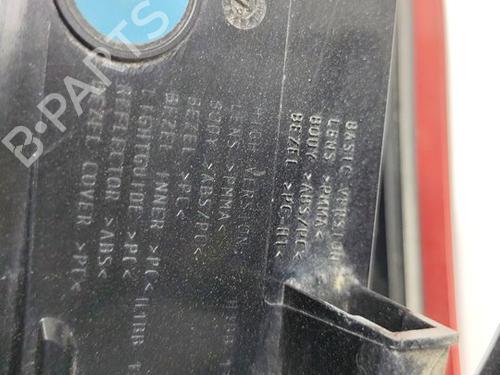 B-PARTS
BASIC VERSION
LENS >PMMA<
BODY >ABS/PC<
BEZEL >PC-HT<
HIGH VERSION
LENS >PMMA<
BODY >ABS/PC<
BEZEL >PC<
BEZEL INNER >PC<
LIGHTGUIDE >PC<
REFLECTOR >ABS<
BEZEL COVER >PC<